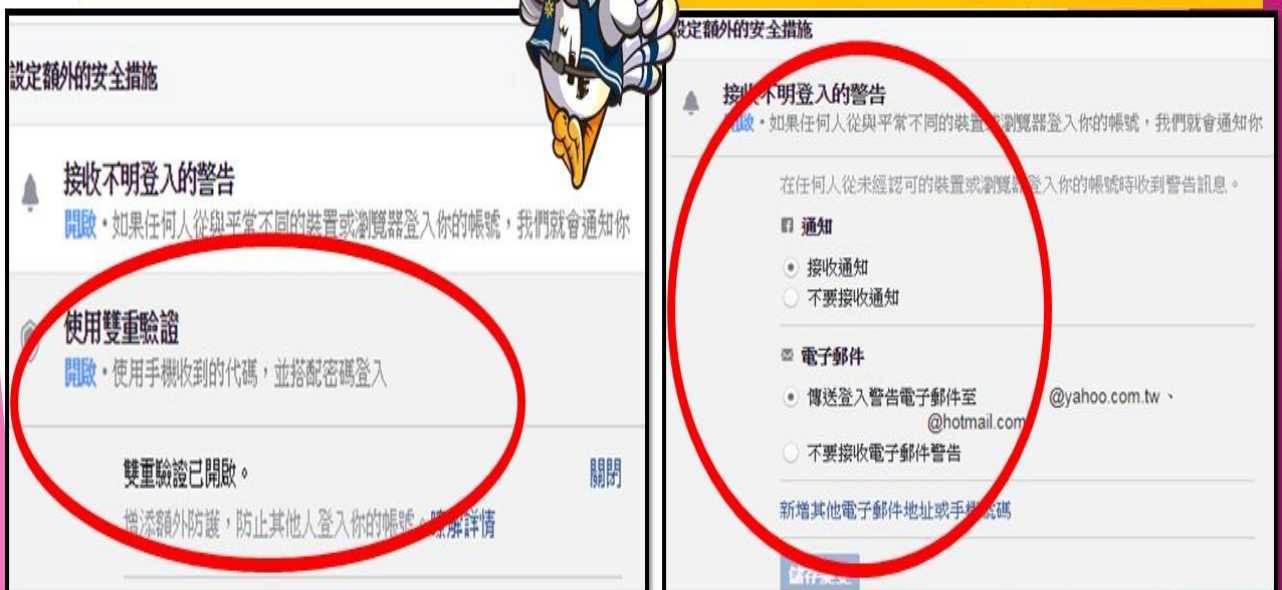 設定額外的安全措施
接收不明登入的警告
開啟・如果任何人從與平常不同的裝置或瀏覽器登入你的帳號，我們就會通知你
使用雙重驗證
開啟・使用手機收到的代碼，並搭配密碼登入
雙重驗證已開啟。
關閉
增添額外防護，防止其他人登入你的帳號。瞭解詳情
設定額外的安全措施
接收不明登入的警告
開啟・如果任何人從與平常不同的裝置或瀏覽器登入你的帳號，我們就會通知你
在任何人從未經認可的裝置或瀏覽器登入你的帳號時收到警告訊息。
通知
接收通知
不要接收通知
電子郵件
傳送登入警告電子郵件至 @yahoo.com.tw、
@hotmail.com
不要接收電子郵件警告
新增其他電子郵件地址或手機號碼
儲存變更